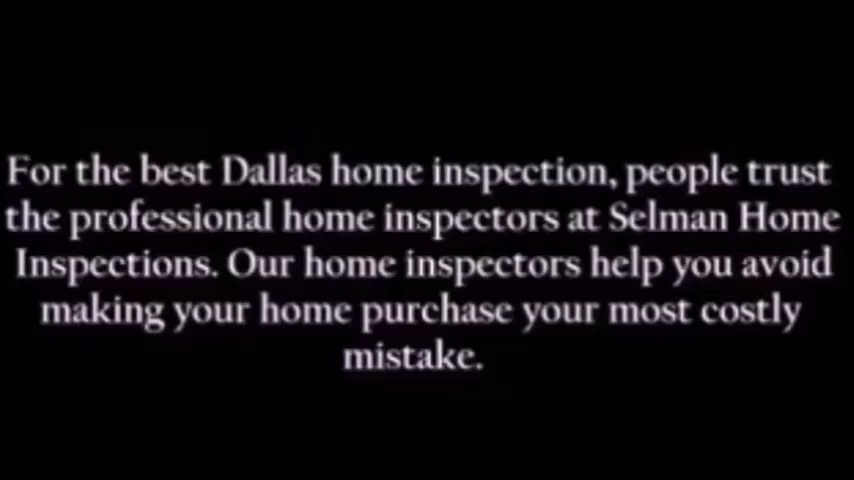 For the best Dallas home inspection, people trust
the professional home inspectors at Selman Home
Inspections. Our home inspectors help you avoid
making your home purchase your most costly
mistake.